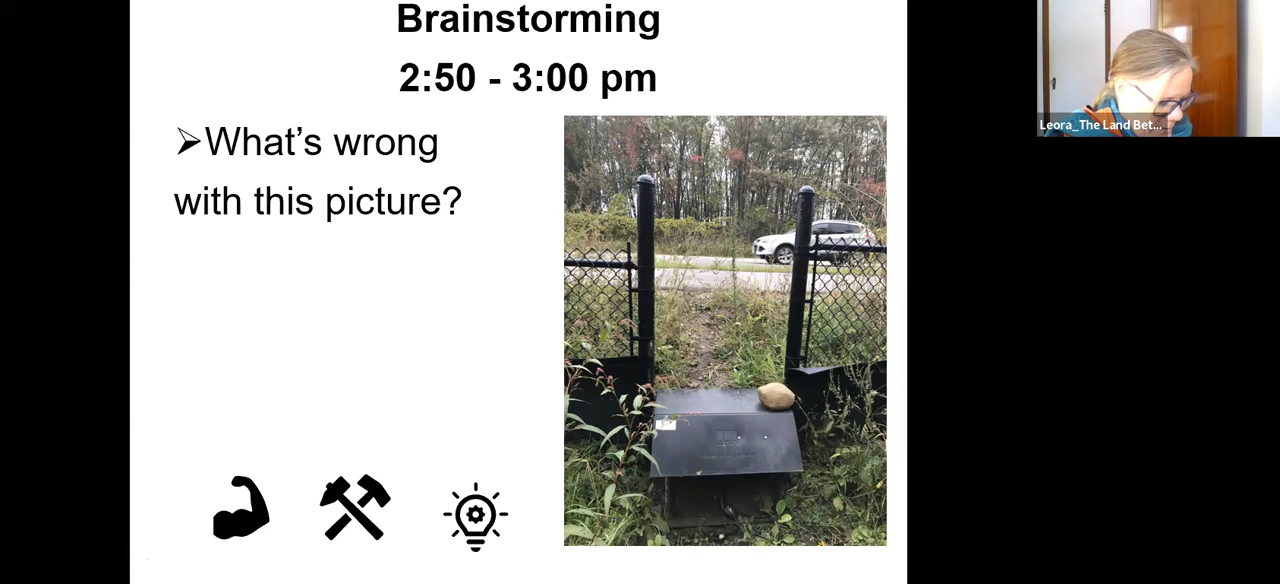 Brainstorming
2:50 - 3:00 pm
➢What’s wrong
with this picture?
Leora_The Land Bet...